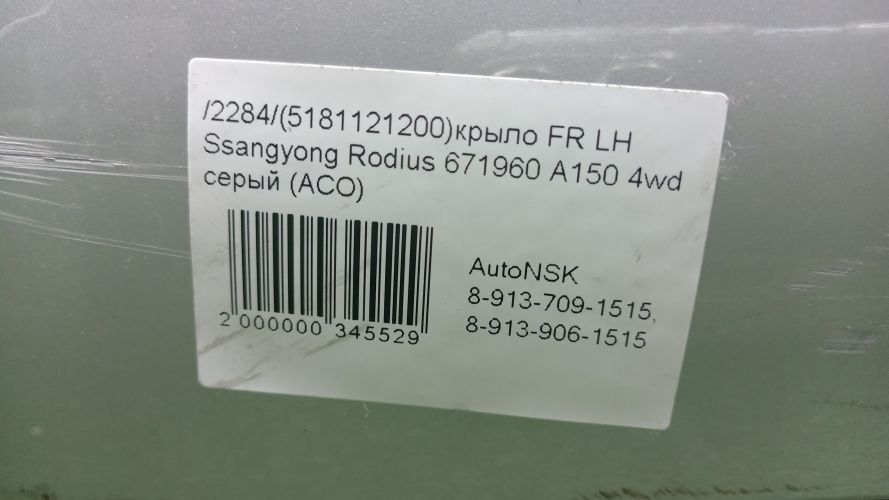 /2284/(5181121200)крыло FR LH
Ssangyong Rodius 671960 A150 4wd
серый (ACO)
AutoNSK
8-913-709-1515,
8-913-906-1515
2 000000 345529